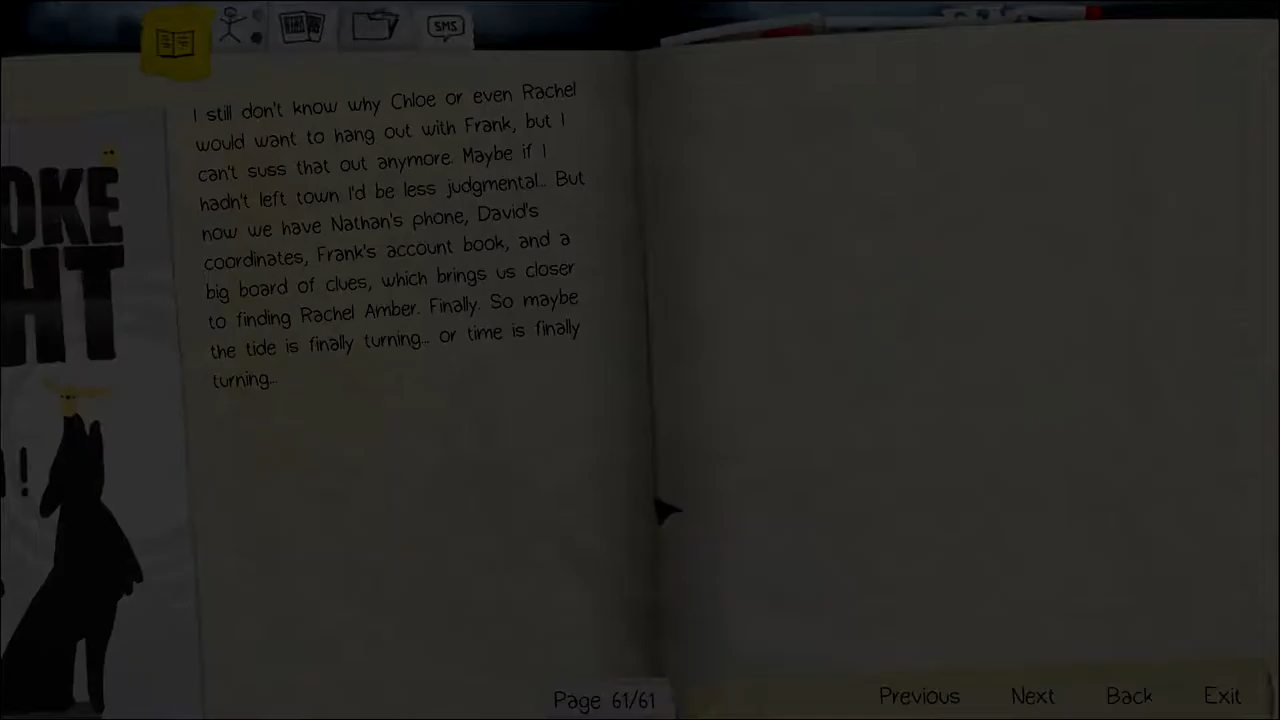 SMS
I still don't know why Chloe or even Rachel
would want to hang out with Frank, but I
can't suss that out anymore. Maybe if I
hadn't left town I'd be less judgmental... But
now we have Nathan's phone, David's
coordinates, Frank's account book, and a
big board of clues, which brings us closer
to finding Rachel Amber. Finally. So maybe
the tide is finally turning... or time is finally
turning...
OKE
HT
!
Page 61/61
Previous Next Back Exit